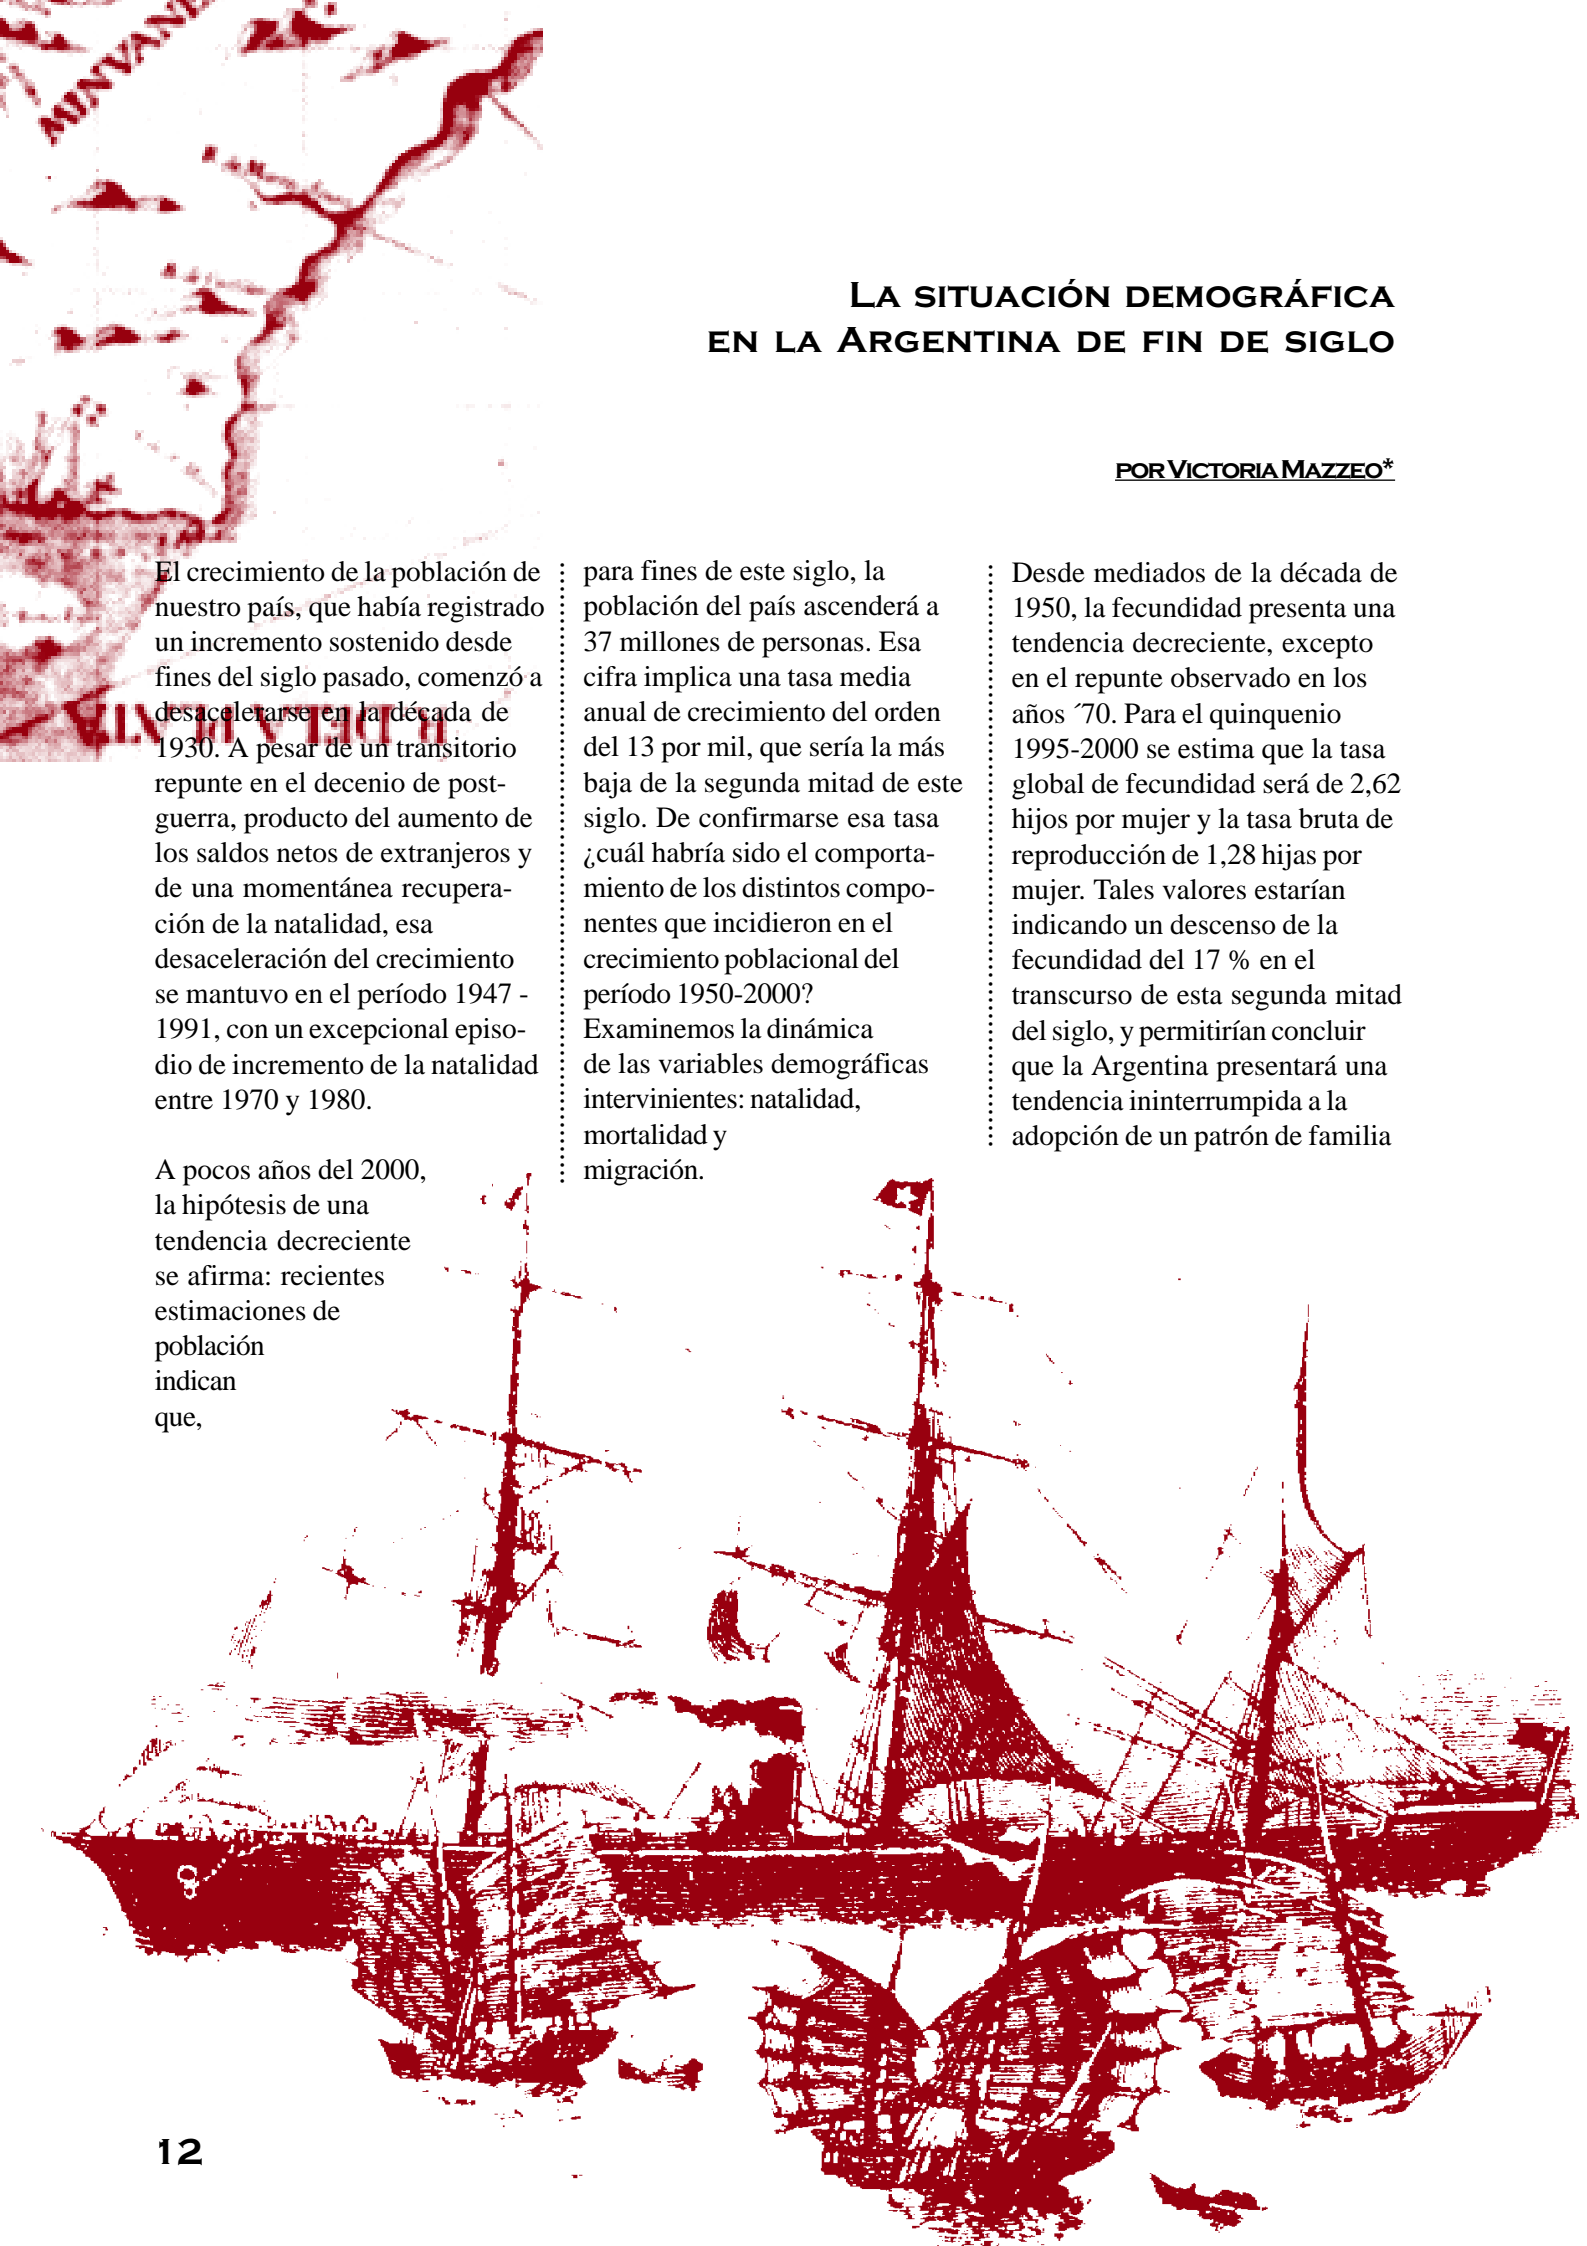 MINVAN
La situación demográfica
en la Argentina de fin de siglo
por Victoria Mazzeo*
El crecimiento de la población de
nuestro país, que había registrado
un incremento sostenido desde
fines del siglo pasado, comenzó a
desacelerarse en la década de
1930. A pesar de un transitorio
repunte en el decenio de post-
guerra, producto del aumento de
los saldos netos de extranjeros y
de una momentánea recupera-
ción de la natalidad, esa
desaceleración del crecimiento
se mantuvo en el período 1947 -
1991, con un excepcional episo-
dio de incremento de la natalidad
entre 1970 y 1980.
A pocos años del 2000,
la hipótesis de una
tendencia decreciente
se afirma: recientes
estimaciones de
población
indican
que,
para fines de este siglo, la
población del país ascenderá a
37 millones de personas. Esa
cifra implica una tasa media
anual de crecimiento del orden
del 13 por mil, que sería la más
baja de la segunda mitad de este
siglo. De confirmarse esa tasa
¿cuál habría sido el comporta-
miento de los distintos compo-
nentes que incidieron en el
crecimiento poblacional del
período 1950-2000?
Examinemos la dinámica
de las variables demográficas
intervinientes: natalidad,
mortalidad y
migración.
Desde mediados de la década de
1950, la fecundidad presenta una
tendencia decreciente, excepto
en el repunte observado en los
años ´70. Para el quinquenio
1995-2000 se estima que la tasa
global de fecundidad será de 2,62
hijos por mujer y la tasa bruta de
reproducción de 1,28 hijas por
mujer. Tales valores estarían
indicando un descenso de la
fecundidad del 17 % en el
transcurso de esta segunda mitad
del siglo, y permitirían concluir
que la Argentina presentará una
tendencia ininterrumpida a la
adopción de un patrón de familia
R. DE LA PLATA
12